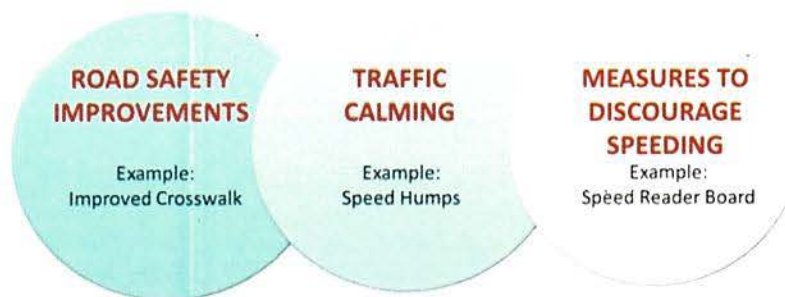 ROAD SAFETY
IMPROVEMENTS
Example:
Improved Crosswalk
TRAFFIC
CALMING
Example:
Speed Humps
MEASURES TO
DISCOURAGE
SPEEDING
Example:
Speed Reader Board